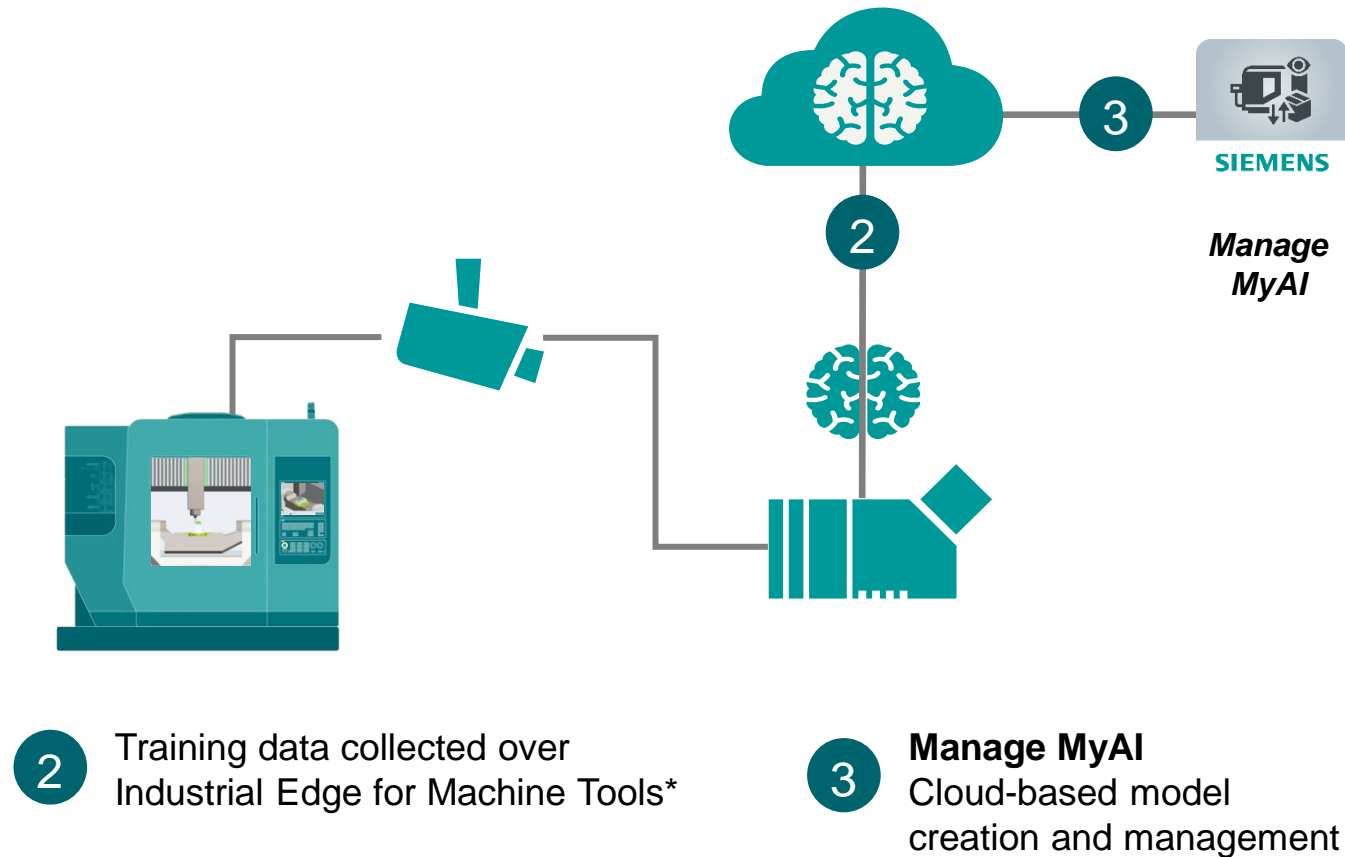 3
SIEMENS
2
Manage
MyAI
2
Training data collected over
Industrial Edge for Machine Tools*
3
Manage MyAI
Cloud-based model
creation and management